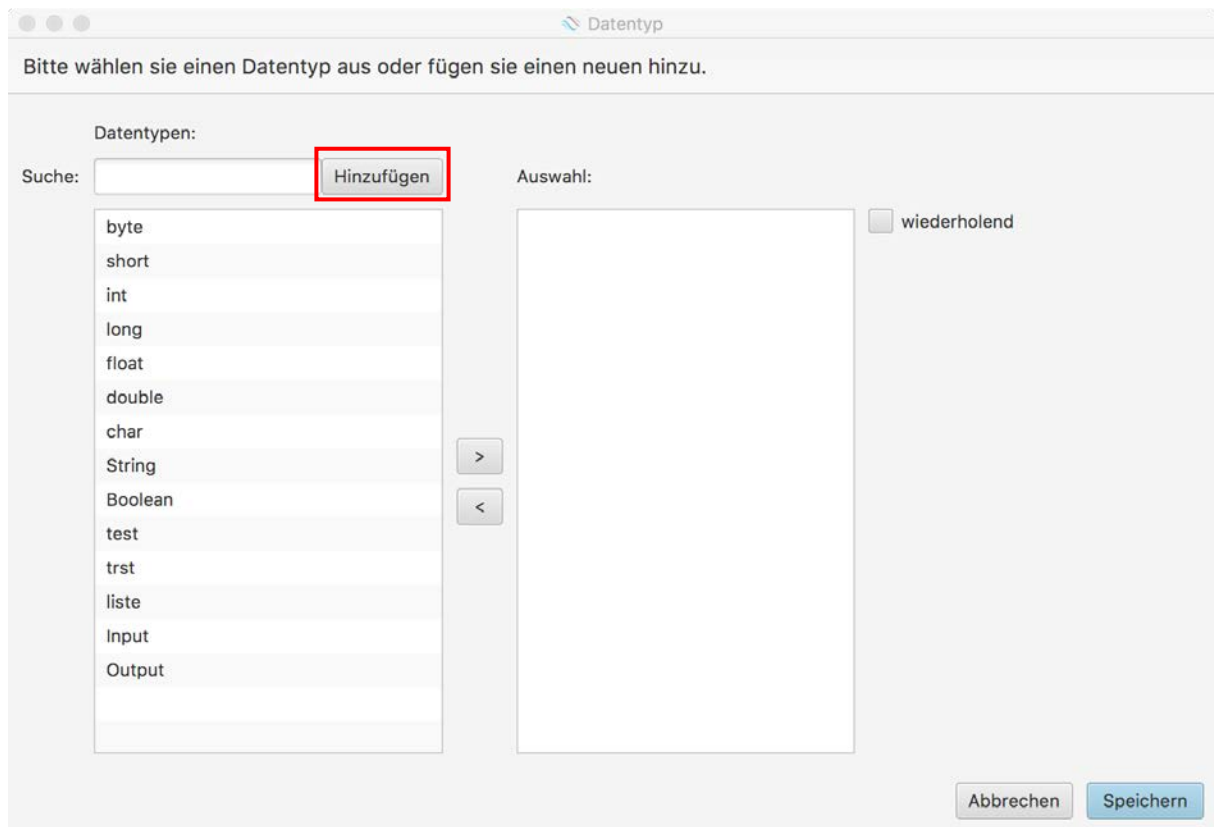 Datentyp
Bitte wählen sie einen Datentyp aus oder fügen sie einen neuen hinzu.
Datentypen:
Suche:
Hinzufügen
Auswahl:
byte
short
int
long
float
double
char
String
Boolean
test
trst
liste
Input
Output
>
<
wiederholend
Abbrechen
Speichern